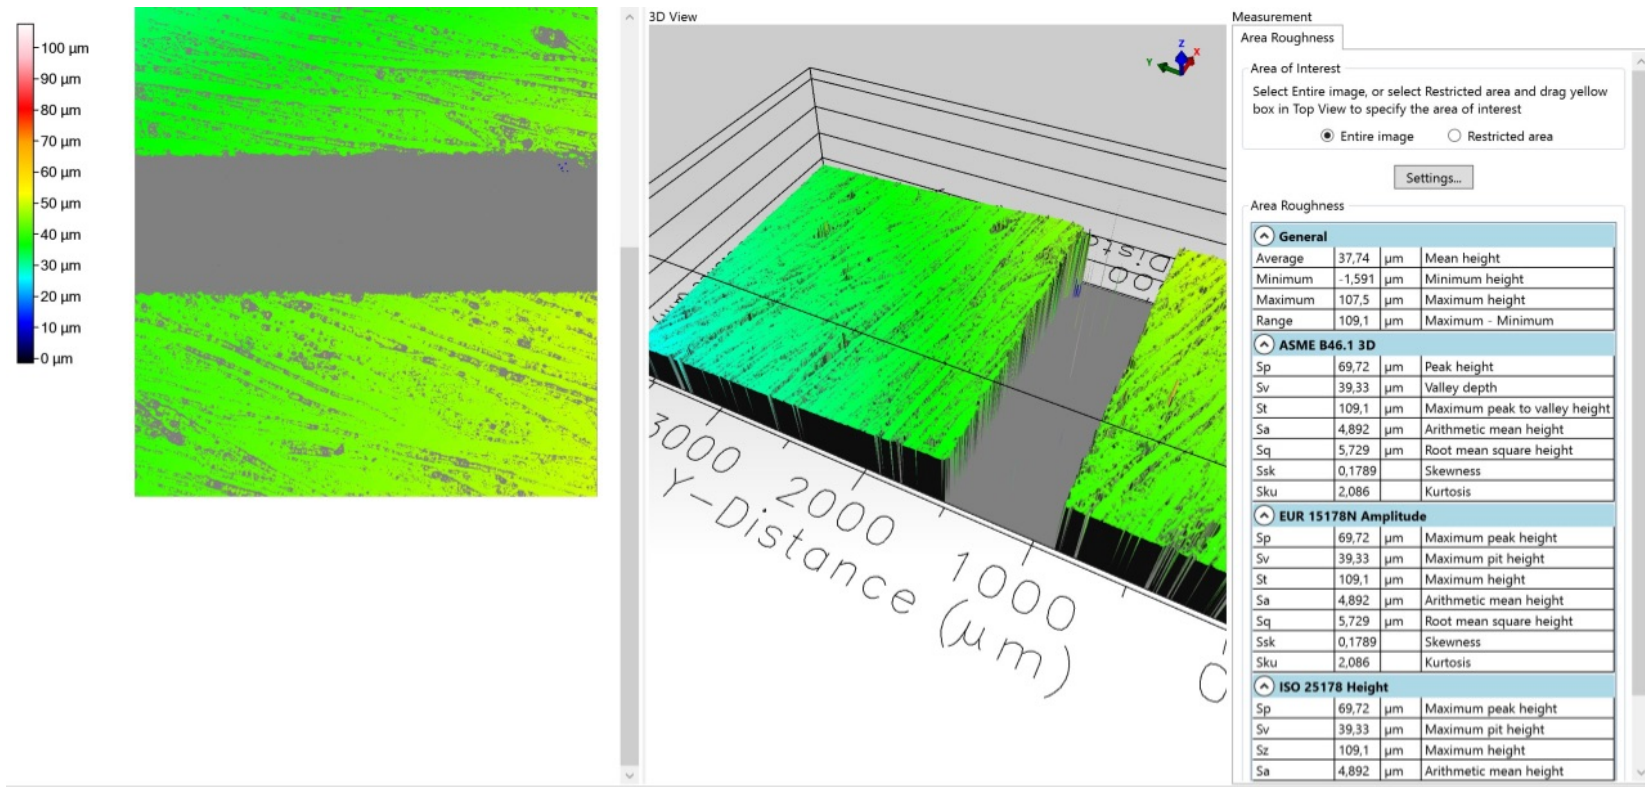 100 µm
90 µm
80 µm
70 µm
60 µm
50 µm
40 µm
30 µm
20 µm
10 µm
0 µm
3D View
Z
X
Y
3000
2000
1000
0
Y-Distance (µm)
Measurement
Area Roughness
Area of Interest
Select Entire image, or select Restricted area and drag yellow
box in Top View to specify the area of interest
Entire image Restricted area
Settings...
Area Roughness
General
Average 37,74 µm Mean height
Minimum -1,591 µm Minimum height
Maximum 107,5 µm Maximum height
Range 109,1 µm Maximum - Minimum
ASME B46.1 3D
Sp 69,72 µm Peak height
Sv 39,33 µm Valley depth
St 109,1 µm Maximum peak to valley height
Sa 4,892 µm Arithmetic mean height
Sq 5,729 µm Root mean square height
Ssk 0,1789 Skewness
Sku 2,086 Kurtosis
EUR 15178N Amplitude
Sp 69,72 µm Maximum peak height
Sv 39,33 µm Maximum pit height
St 109,1 µm Maximum height
Sa 4,892 µm Arithmetic mean height
Sq 5,729 µm Root mean square height
Ssk 0,1789 Skewness
Sku 2,086 Kurtosis
ISO 25178 Height
Sp 69,72 µm Maximum peak height
Sv 39,33 µm Maximum pit height
Sz 109,1 µm Maximum height
Sa 4,892 µm Arithmetic mean height